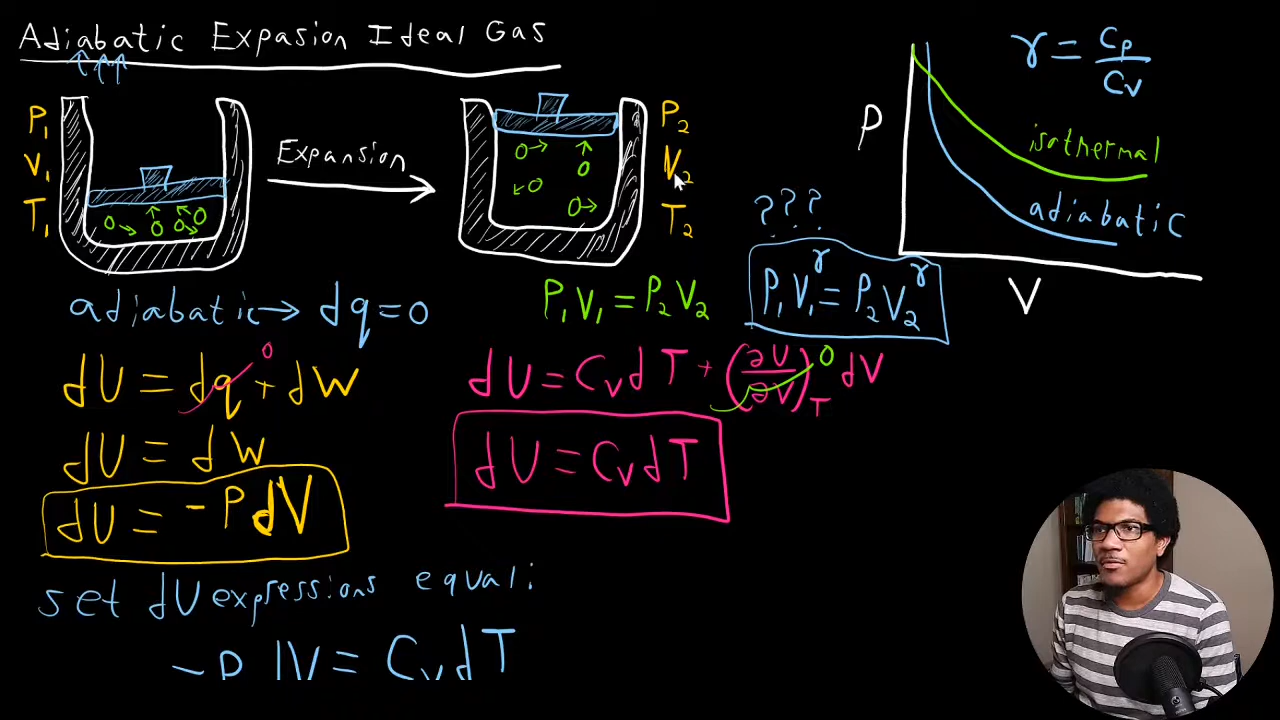 Adiabatic Expasion Ideal Gas
P₁
V₁
T₁
Expansion
P₂
V₂
T₂
γ = Cp/Cv
P
isothermal
adiabatic
V
adiabatic → dq = 0
P₁V₁ = P₂V₂
???
P₁V₁^γ = P₂V₂^γ
dU = dq + dW
0
dU = CvdT + (∂U/∂V)T dV
0
dU = dW
dU = CvdT
dU = -PdV
set dU expressions equal:
-PdV = CvdT